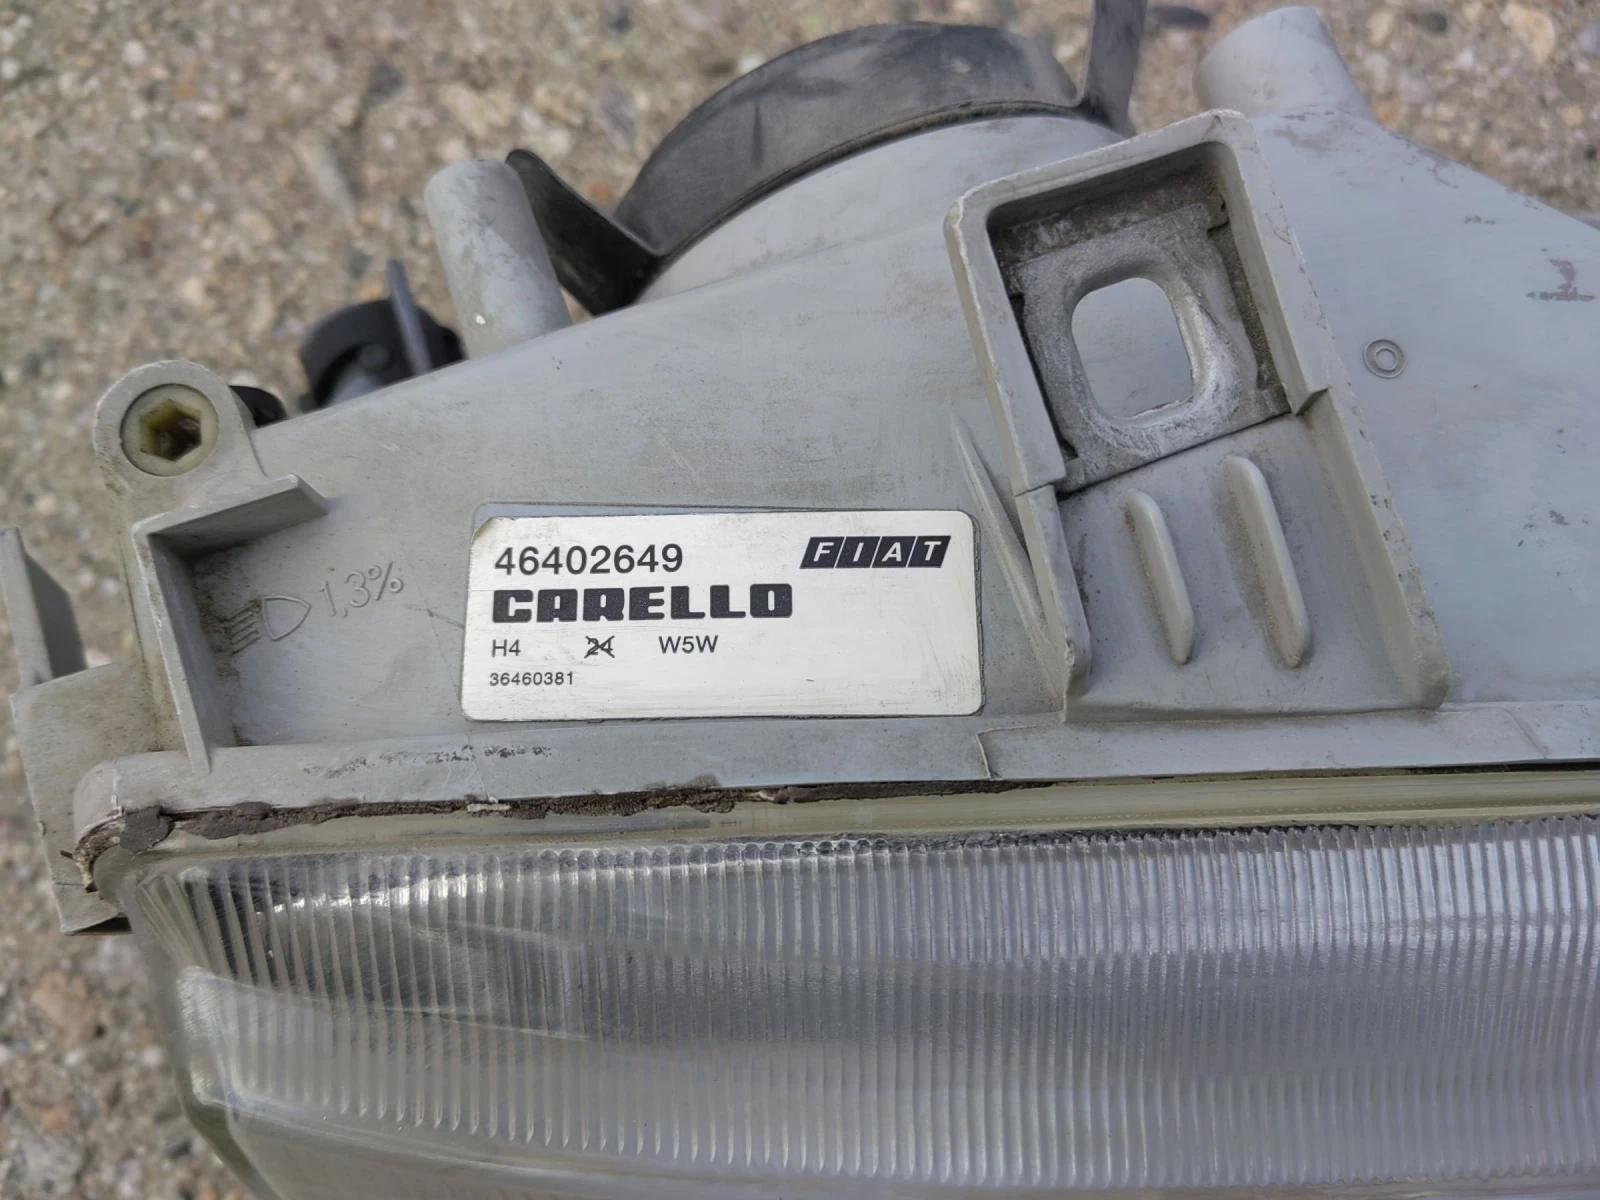 46402649 FIAT
CARELLO
H4 24 W5W
36460381
1,3%